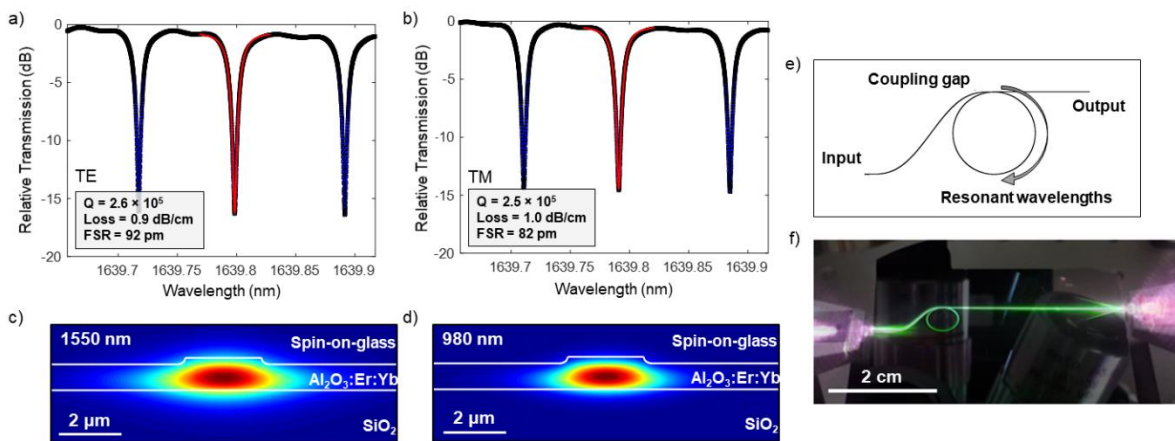 a)
Relative Transmission (dB)
0
-5
-10
-15
-20
TE
Q = 2.6 × 10⁵
Loss = 0.9 dB/cm
FSR = 92 pm
1639.7
1639.75
1639.8
1639.85
1639.9
Wavelength (nm)
b)
Relative Transmission (dB)
0
-5
-10
-15
-20
TM
Q = 2.5 × 10⁵
Loss = 1.0 dB/cm
FSR = 82 pm
1639.7
1639.75
1639.8
1639.85
1639.9
Wavelength (nm)
c)
1550 nm
Spin-on-glass
Al₂O₃:Er:Yb
2 µm
SiO₂
d)
980 nm
Spin-on-glass
Al₂O₃:Er:Yb
2 µm
SiO₂
e)
Coupling gap
Output
Input
Resonant wavelengths
f)
2 cm